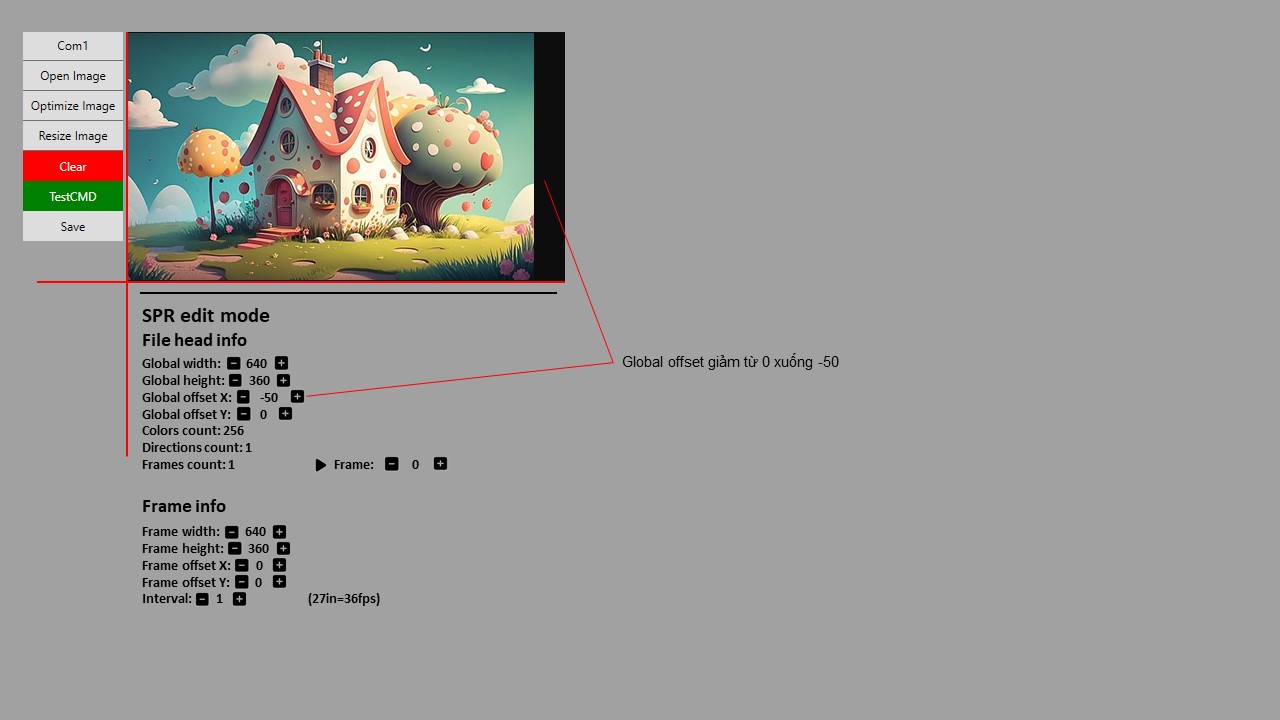 Com1
Open Image
Optimize Image
Resize Image
Clear
TestCMD
Save
SPR edit mode
File head info
Global width: 640
Global height: 360
Global offset X: -50
Global offset Y: 0
Colors count: 256
Directions count: 1
Frames count: 1 Frame: 0
Global offset giảm từ 0 xuống -50
Frame info
Frame width: 640
Frame height: 360
Frame offset X: 0
Frame offset Y: 0
Interval: 1 (27in=36fps)